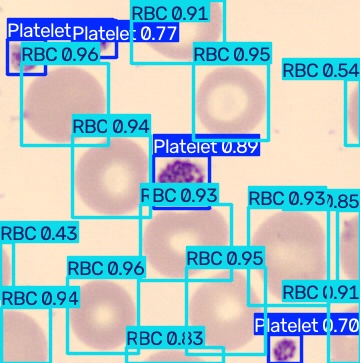 RBC 0.91
Platelet
Platelet 0.77
RBC 0.96
RBC 0.95
RBC 0.54
RBC 0.94
Platelet 0.89
RBC 0.93
RBC 0.93
0.85
RBC 0.43
RBC 0.96
RBC 0.95
RBC 0.94
RBC 0.91
Platelet 0.70
RBC 0.83